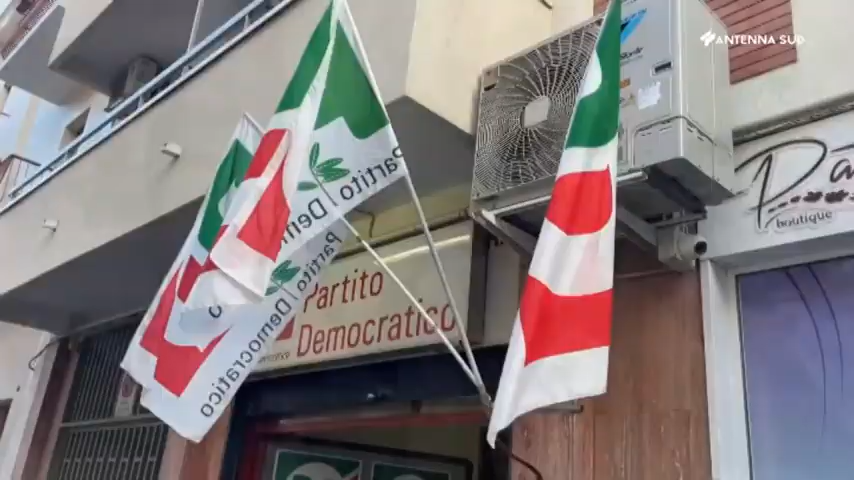 ANTENNA SUD
Partito Democratico
Partito Democratico
Partito
Democratico
boutique